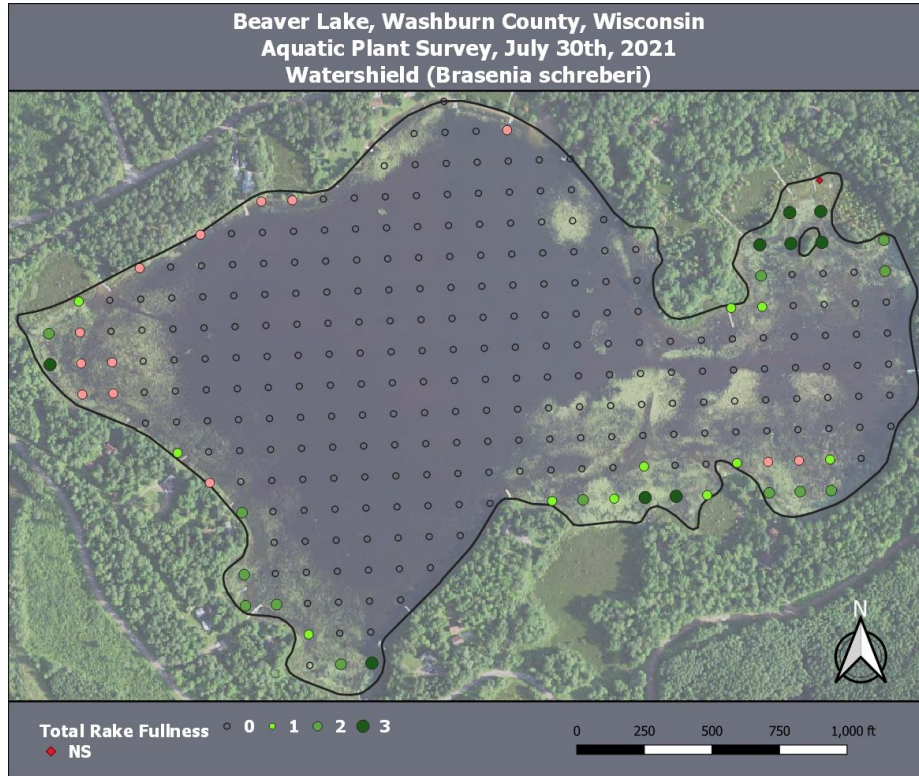 Beaver Lake, Washburn County, Wisconsin
Aquatic Plant Survey, July 30th, 2021
Watershield (Brasenia schreberi)
N
Total Rake Fullness 0 1 2 3
NS
0 250 500 750 1,000 ft